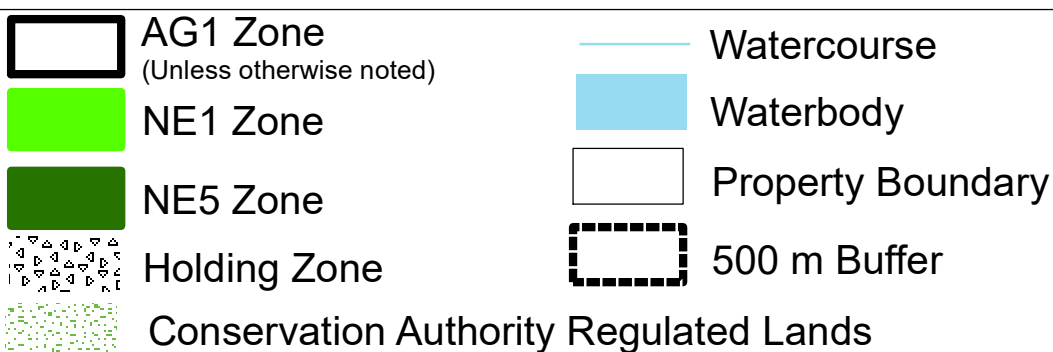 AG1 Zone
(Unless otherwise noted)
NE1 Zone
NE5 Zone
Holding Zone
Conservation Authority Regulated Lands
Watercourse
Waterbody
Property Boundary
500 m Buffer